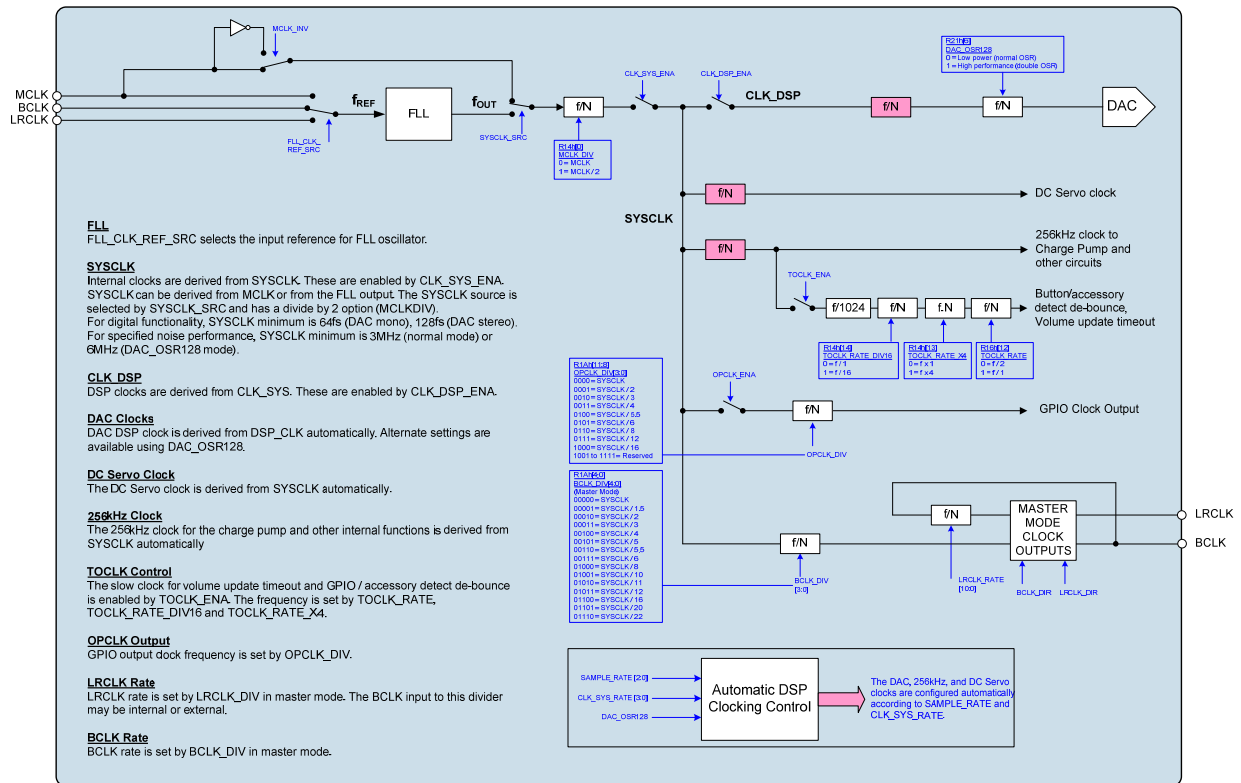 MCLK_INV
MCLK
BCLK
LRCLK
fREF
FLL
fOUT
FLL_CLK_
REF_SRC
SYSCLK_SRC
f/N
R14h[0]
MCLK_DIV
0 = MCLK
1 = MCLK / 2
CLK_SYS_ENA
CLK_DSP_ENA
CLK_DSP
f/N
R21h[6]
DAC_OSR128
0 = Low power (normal OSR)
1 = High performance (double OSR)
f/N
DAC
f/N
DC Servo clock
SYSCLK
f/N
256kHz clock to
Charge Pump and
other circuits
TOCLK_ENA
f/1024
f/N
f.N
f/N
Button/accessory
detect de-bounce,
Volume update timeout
R14h[14]
TOCLK_RATE_DIV16
0 = f / 1
1 = f / 16
R14h[13]
TOCLK_RATE_X4
0 = f x 1
1 = f x 4
R16h[12]
TOCLK_RATE
0 = f / 2
1 = f / 1
R1Ah[11:8]
OPCLK_DIV[3:0]
0000 = SYSCLK
0001 = SYSCLK / 2
0010 = SYSCLK / 3
0011 = SYSCLK / 4
0100 = SYSCLK / 5.5
0101 = SYSCLK / 6
0110 = SYSCLK / 8
0111 = SYSCLK / 12
1000 = SYSCLK / 16
1001 to 1111 = Reserved
OPCLK_ENA
f/N
OPCLK_DIV
GPIO Clock Output
R1Ah[4:0]
BCLK_DIV[4:0]
(Master Mode)
00000 = SYSCLK
00001 = SYSCLK / 1.5
00010 = SYSCLK / 2
00011 = SYSCLK / 3
00100 = SYSCLK / 4
00101 = SYSCLK / 5
00110 = SYSCLK / 5.5
00111 = SYSCLK / 6
01000 = SYSCLK / 8
01001 = SYSCLK / 10
01010 = SYSCLK / 11
01011 = SYSCLK / 12
01100 = SYSCLK / 16
01101 = SYSCLK / 20
01110 = SYSCLK / 22
f/N
BCLK_DIV
[3:0]
f/N
LRCLK_RATE
[10:0]
MASTER
MODE
CLOCK
OUTPUTS
BCLK_DIR
LRCLK_DIR
LRCLK
BCLK
FLL
FLL_CLK_REF_SRC selects the input reference for FLL oscillator.
SYSCLK
Internal clocks are derived from SYSCLK. These are enabled by CLK_SYS_ENA.
SYSCLK can be derived from MCLK or from the FLL output. The SYSCLK source is
selected by SYSCLK_SRC and has a divide by 2 option (MCLKDIV).
For digital functionality, SYSCLK minimum is 64fs (DAC mono), 128fs (DAC stereo).
For specified noise performance, SYSCLK minimum is 3MHz (normal mode) or
6MHz (DAC_OSR128 mode).
CLK_DSP
DSP clocks are derived from CLK_SYS. These are enabled by CLK_DSP_ENA.
DAC Clocks
DAC DSP clock is derived from DSP_CLK automatically. Alternate settings are
available using DAC_OSR128.
DC Servo Clock
The DC Servo clock is derived from SYSCLK automatically.
256kHz Clock
The 256kHz clock for the charge pump and other internal functions is derived from
SYSCLK automatically
TOCLK Control
The slow clock for volume update timeout and GPIO / accessory detect de-bounce
is enabled by TOCLK_ENA. The frequency is set by TOCLK_RATE,
TOCLK_RATE_DIV16 and TOCLK_RATE_X4.
OPCLK Output
GPIO output clock frequency is set by OPCLK_DIV.
LRCLK Rate
LRCLK rate is set by LRCLK_DIV in master mode. The BCLK input to this divider
may be internal or external.
BCLK Rate
BCLK rate is set by BCLK_DIV in master mode.
SAMPLE_RATE [2:0]
CLK_SYS_RATE [3:0]
DAC_OSR128
Automatic DSP
Clocking Control
The DAC, 256kHz, and DC Servo
clocks are configured automatically
according to SAMPLE_RATE and
CLK_SYS_RATE.